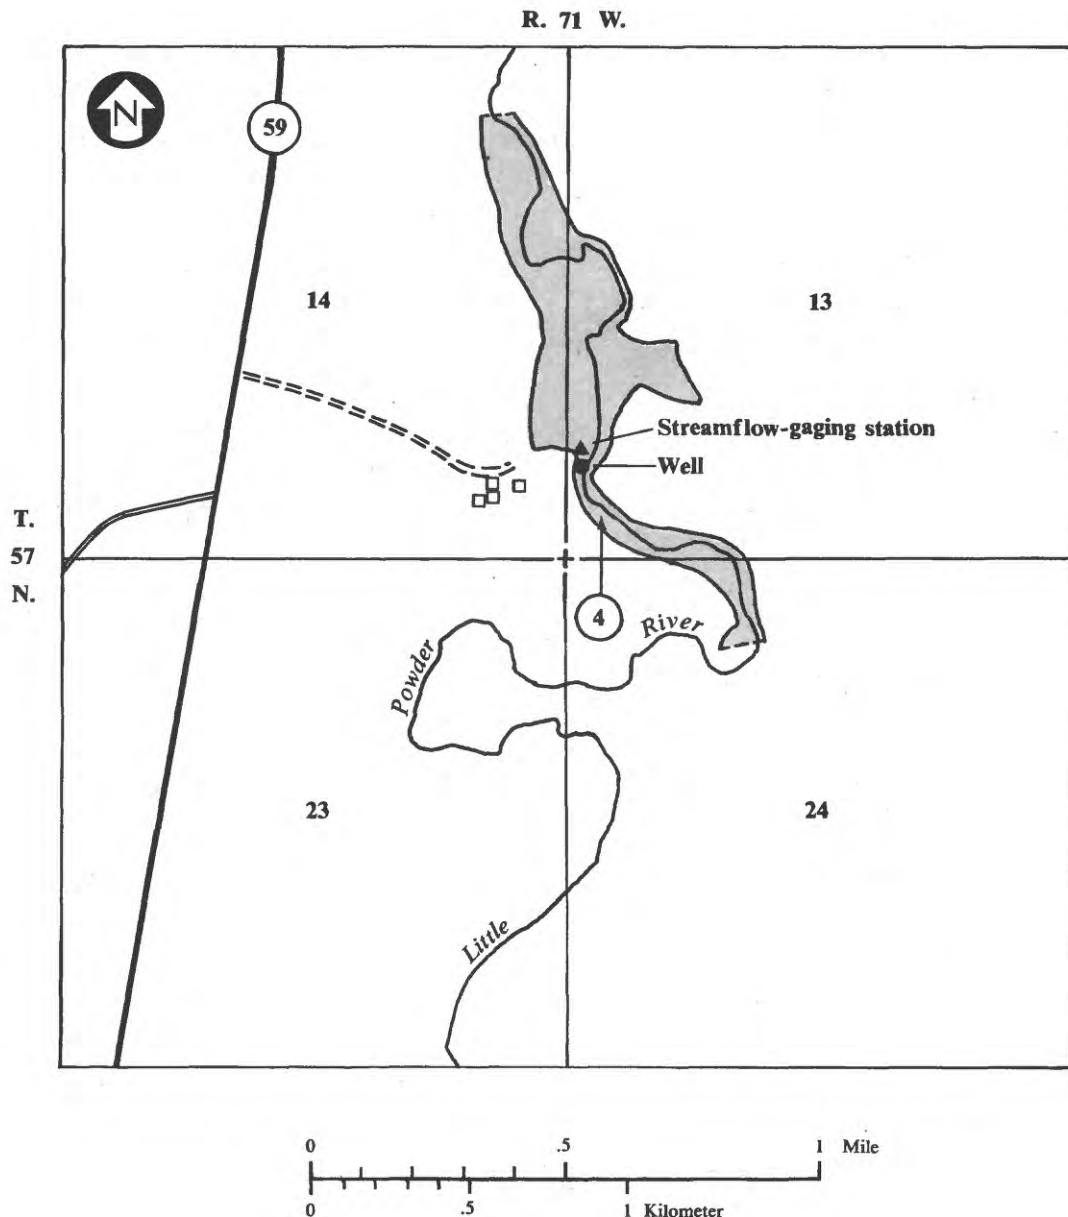 R. 71 W.
N
59
14
13
Streamflow-gaging station
Well
T.
57
N.
4
River
Powder
23
24
Little
0 .5 1 Mile
0 .5 1 Kilometer